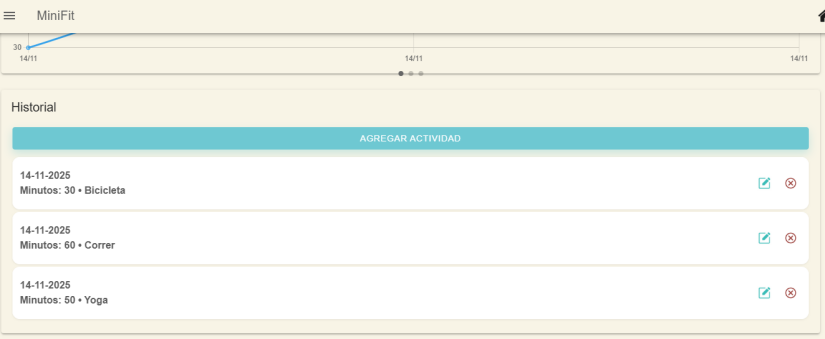 MiniFit
30
14/11
14/11
14/11
Historial
AGREGAR ACTIVIDAD
14-11-2025
Minutos: 30 • Bicicleta
14-11-2025
Minutos: 60 • Correr
14-11-2025
Minutos: 50 • Yoga